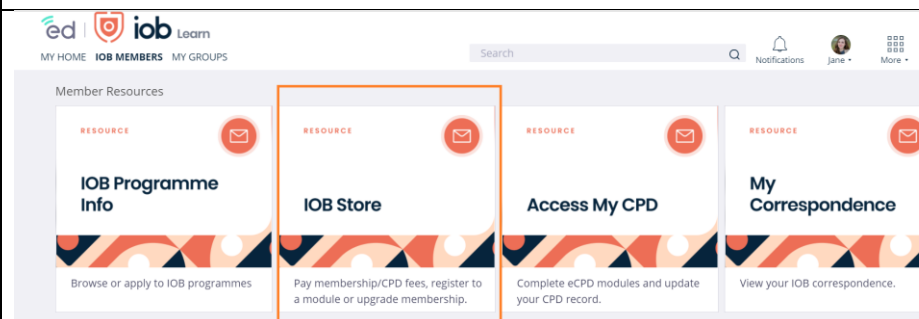 ed iob Learn
MY HOME IOB MEMBERS MY GROUPS
Search
Notifications
Jane
More
Member Resources
RESOURCE
IOB Programme
Info
Browse or apply to IOB programmes
RESOURCE
IOB Store
Pay membership/CPD fees, register to
a module or upgrade membership.
RESOURCE
Access My CPD
Complete eCPD modules and update
your CPD record.
RESOURCE
My
Correspondence
View your IOB correspondence.